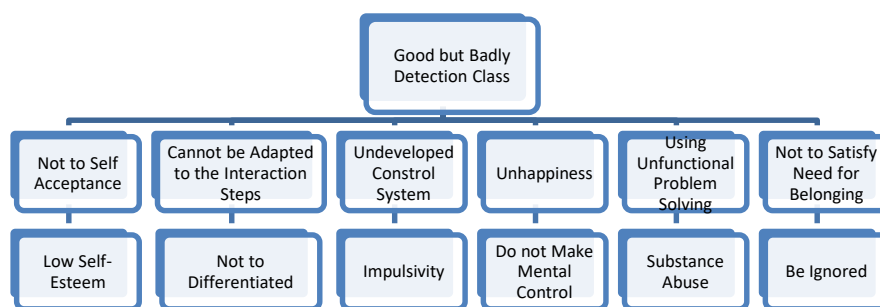 Good but Badly
Detection Class
Not to Self
Acceptance
Cannot be Adapted
to the Interaction
Steps
Undeveloped
Constrol
System
Unhappiness
Using
Unfunctional
Problem
Solving
Not to Satisfy
Need for
Belonging
Low Self-
Esteem
Not to
Differentiated
Impulsivity
Do not Make
Mental
Control
Substance
Abuse
Be Ignored